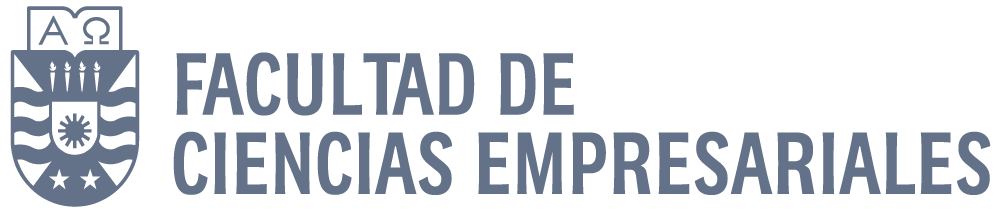 Α Ω
FACULTAD DE
CIENCIAS EMPRESARIALES